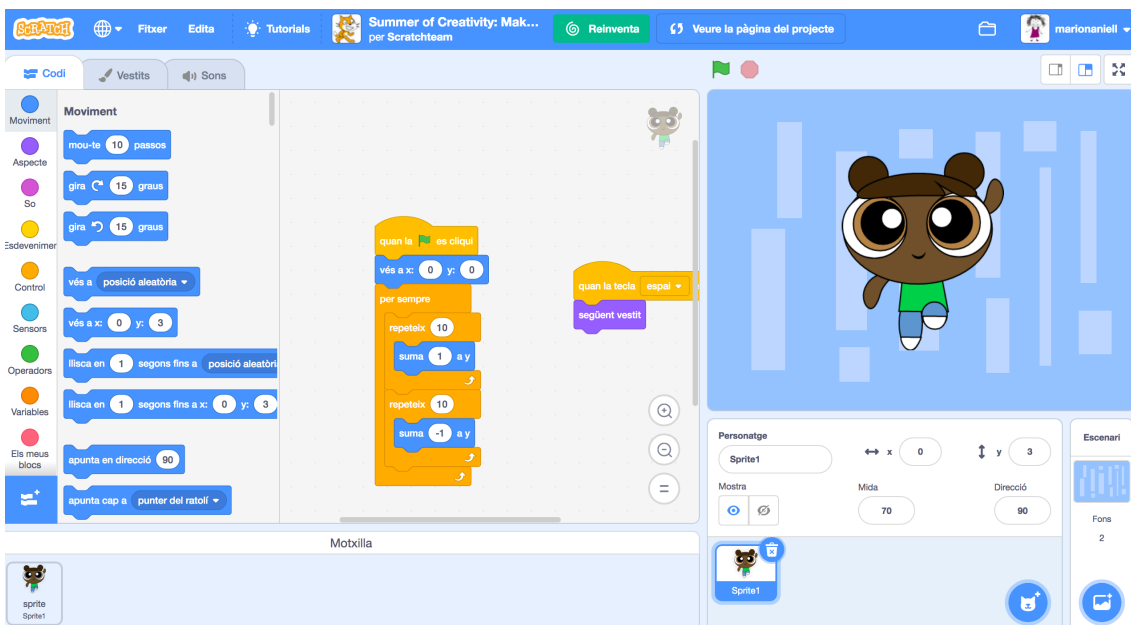 SCRATCH
Fitxer
Edita
Tutorials
Summer of Creativity: Mak...
per Scratchteam
Reinventa
Veure la pàgina del projecte
marionaniell
Codi
Vestits
Sons
Moviment
Aspecte
So
Esdevenimer
Control
Sensors
Operadors
Variables
Els meus
blocs
Moviment
mou-te 10 passos
gira 15 graus
gira 15 graus
vés a posició aleatòria
vés a x: 0 y: 3
llisca en 1 segons fins a posició aleatòri
llisca en 1 segons fins a x: 0 y: 3
apunta en direcció 90
apunta cap a punter del ratolí
quan la es cliqui
vés a x: 0 y: 0
per sempre
repeteix 10
suma 1 a y
repeteix 10
suma -1 a y
quan la tecla espai
següent vestit
Personatge
Sprite1
x 0
y 3
Mostra
Mida
70
Direcció
90
Sprite1
Escenari
Fons
2
Motxilla
sprite
Sprite1